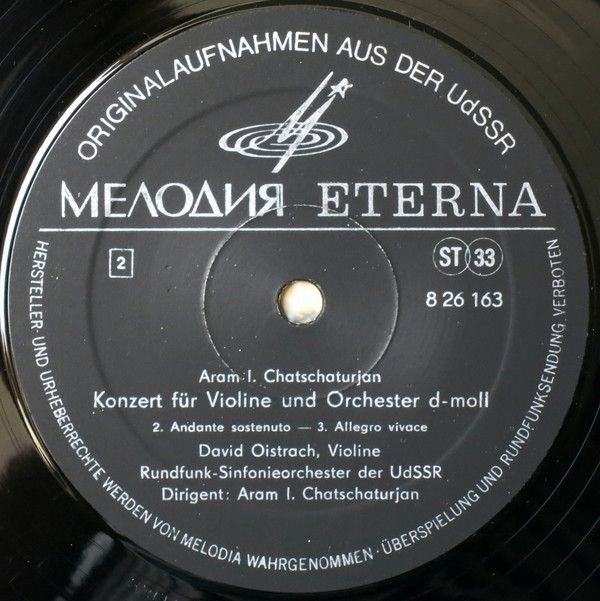 ORIGINALAUFNAHMEN AUS DER UdSSR
МЕЛОДИЯ ETERNA
2
ST 33
8 26 163
Aram I. Chatschaturjan
Konzert für Violine und Orchester d-moll
2. Andante sostenuto — 3. Allegro vivace
David Oistrach, Violine
Rundfunk-Sinfonieorchester der UdSSR
Dirigent: Aram I. Chatschaturjan
HERSTELLER- UND URHEBERRECHTE WERDEN VON MELODIA WAHRGENOMMEN · ÜBERSPIELUNG UND RUNDFUNKSENDUNG VERBOTEN